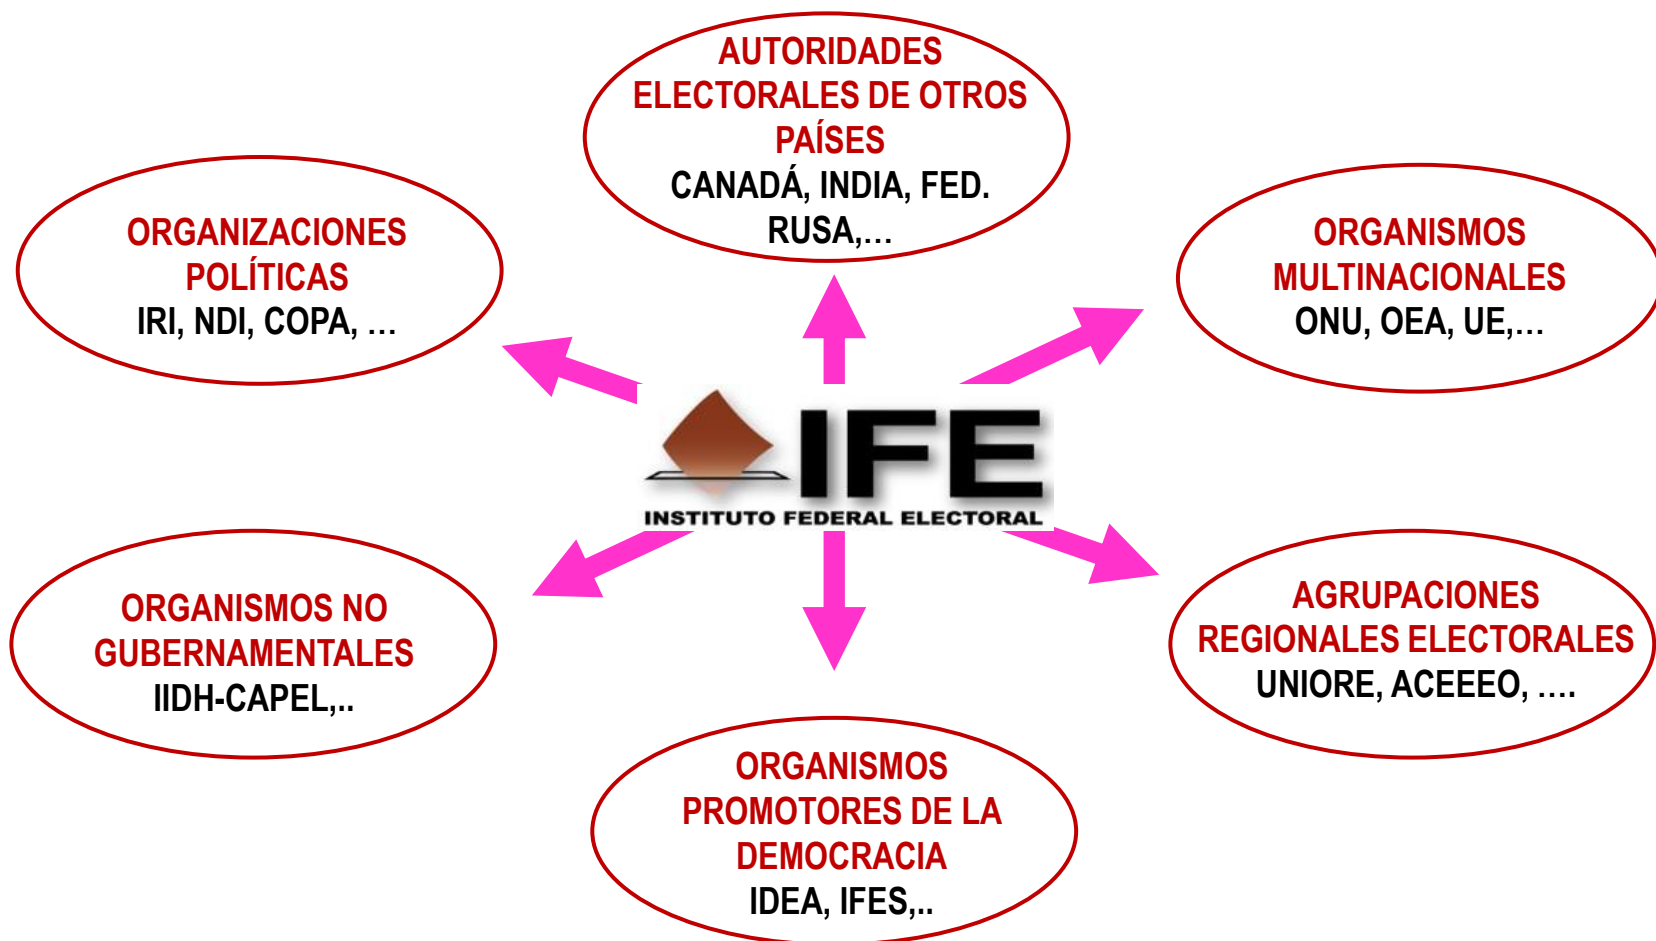 AUTORIDADES
ELECTORALES DE OTROS
PAÍSES
CANADÁ, INDIA, FED.
RUSA,…
ORGANIZACIONES
POLÍTICAS
IRI, NDI, COPA, …
ORGANISMOS
MULTINACIONALES
ONU, OEA, UE,…
IFE
INSTITUTO FEDERAL ELECTORAL
ORGANISMOS NO
GUBERNAMENTALES
IIDH-CAPEL,..
AGRUPACIONES
REGIONALES ELECTORALES
UNIORE, ACEEEO, ….
ORGANISMOS
PROMOTORES DE LA
DEMOCRACIA
IDEA, IFES,..